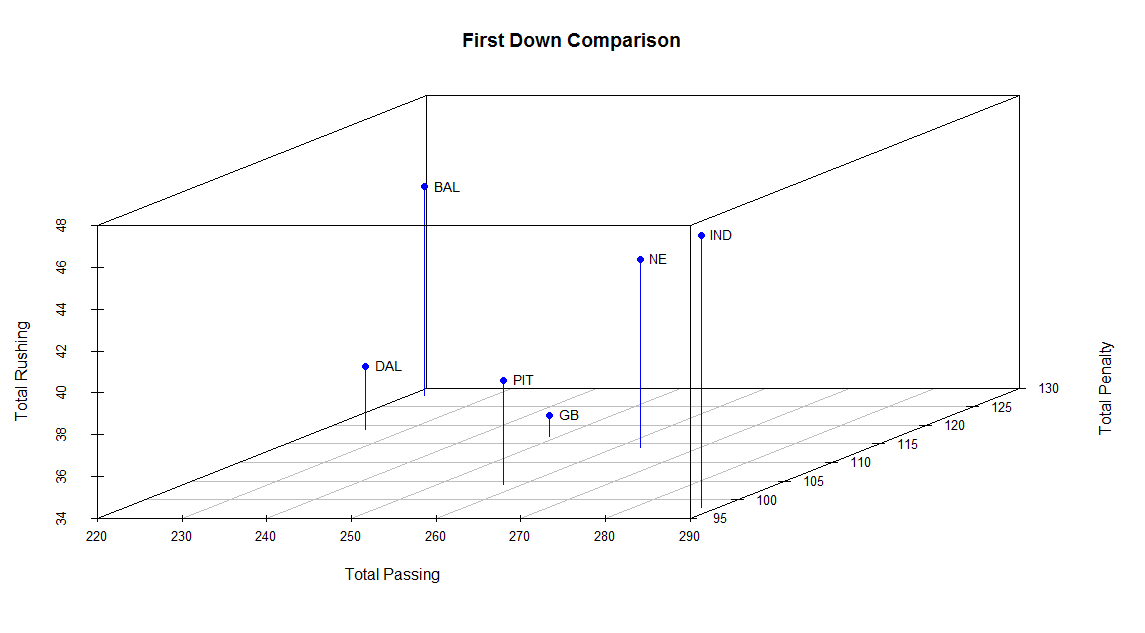 First Down Comparison
BAL
IND
NE
DAL
PIT
GB
48
46
44
42
40
38
36
34
Total Rushing
220
230
240
250
260
270
280
290
Total Passing
95
100
105
110
115
120
125
130
Total Penalty